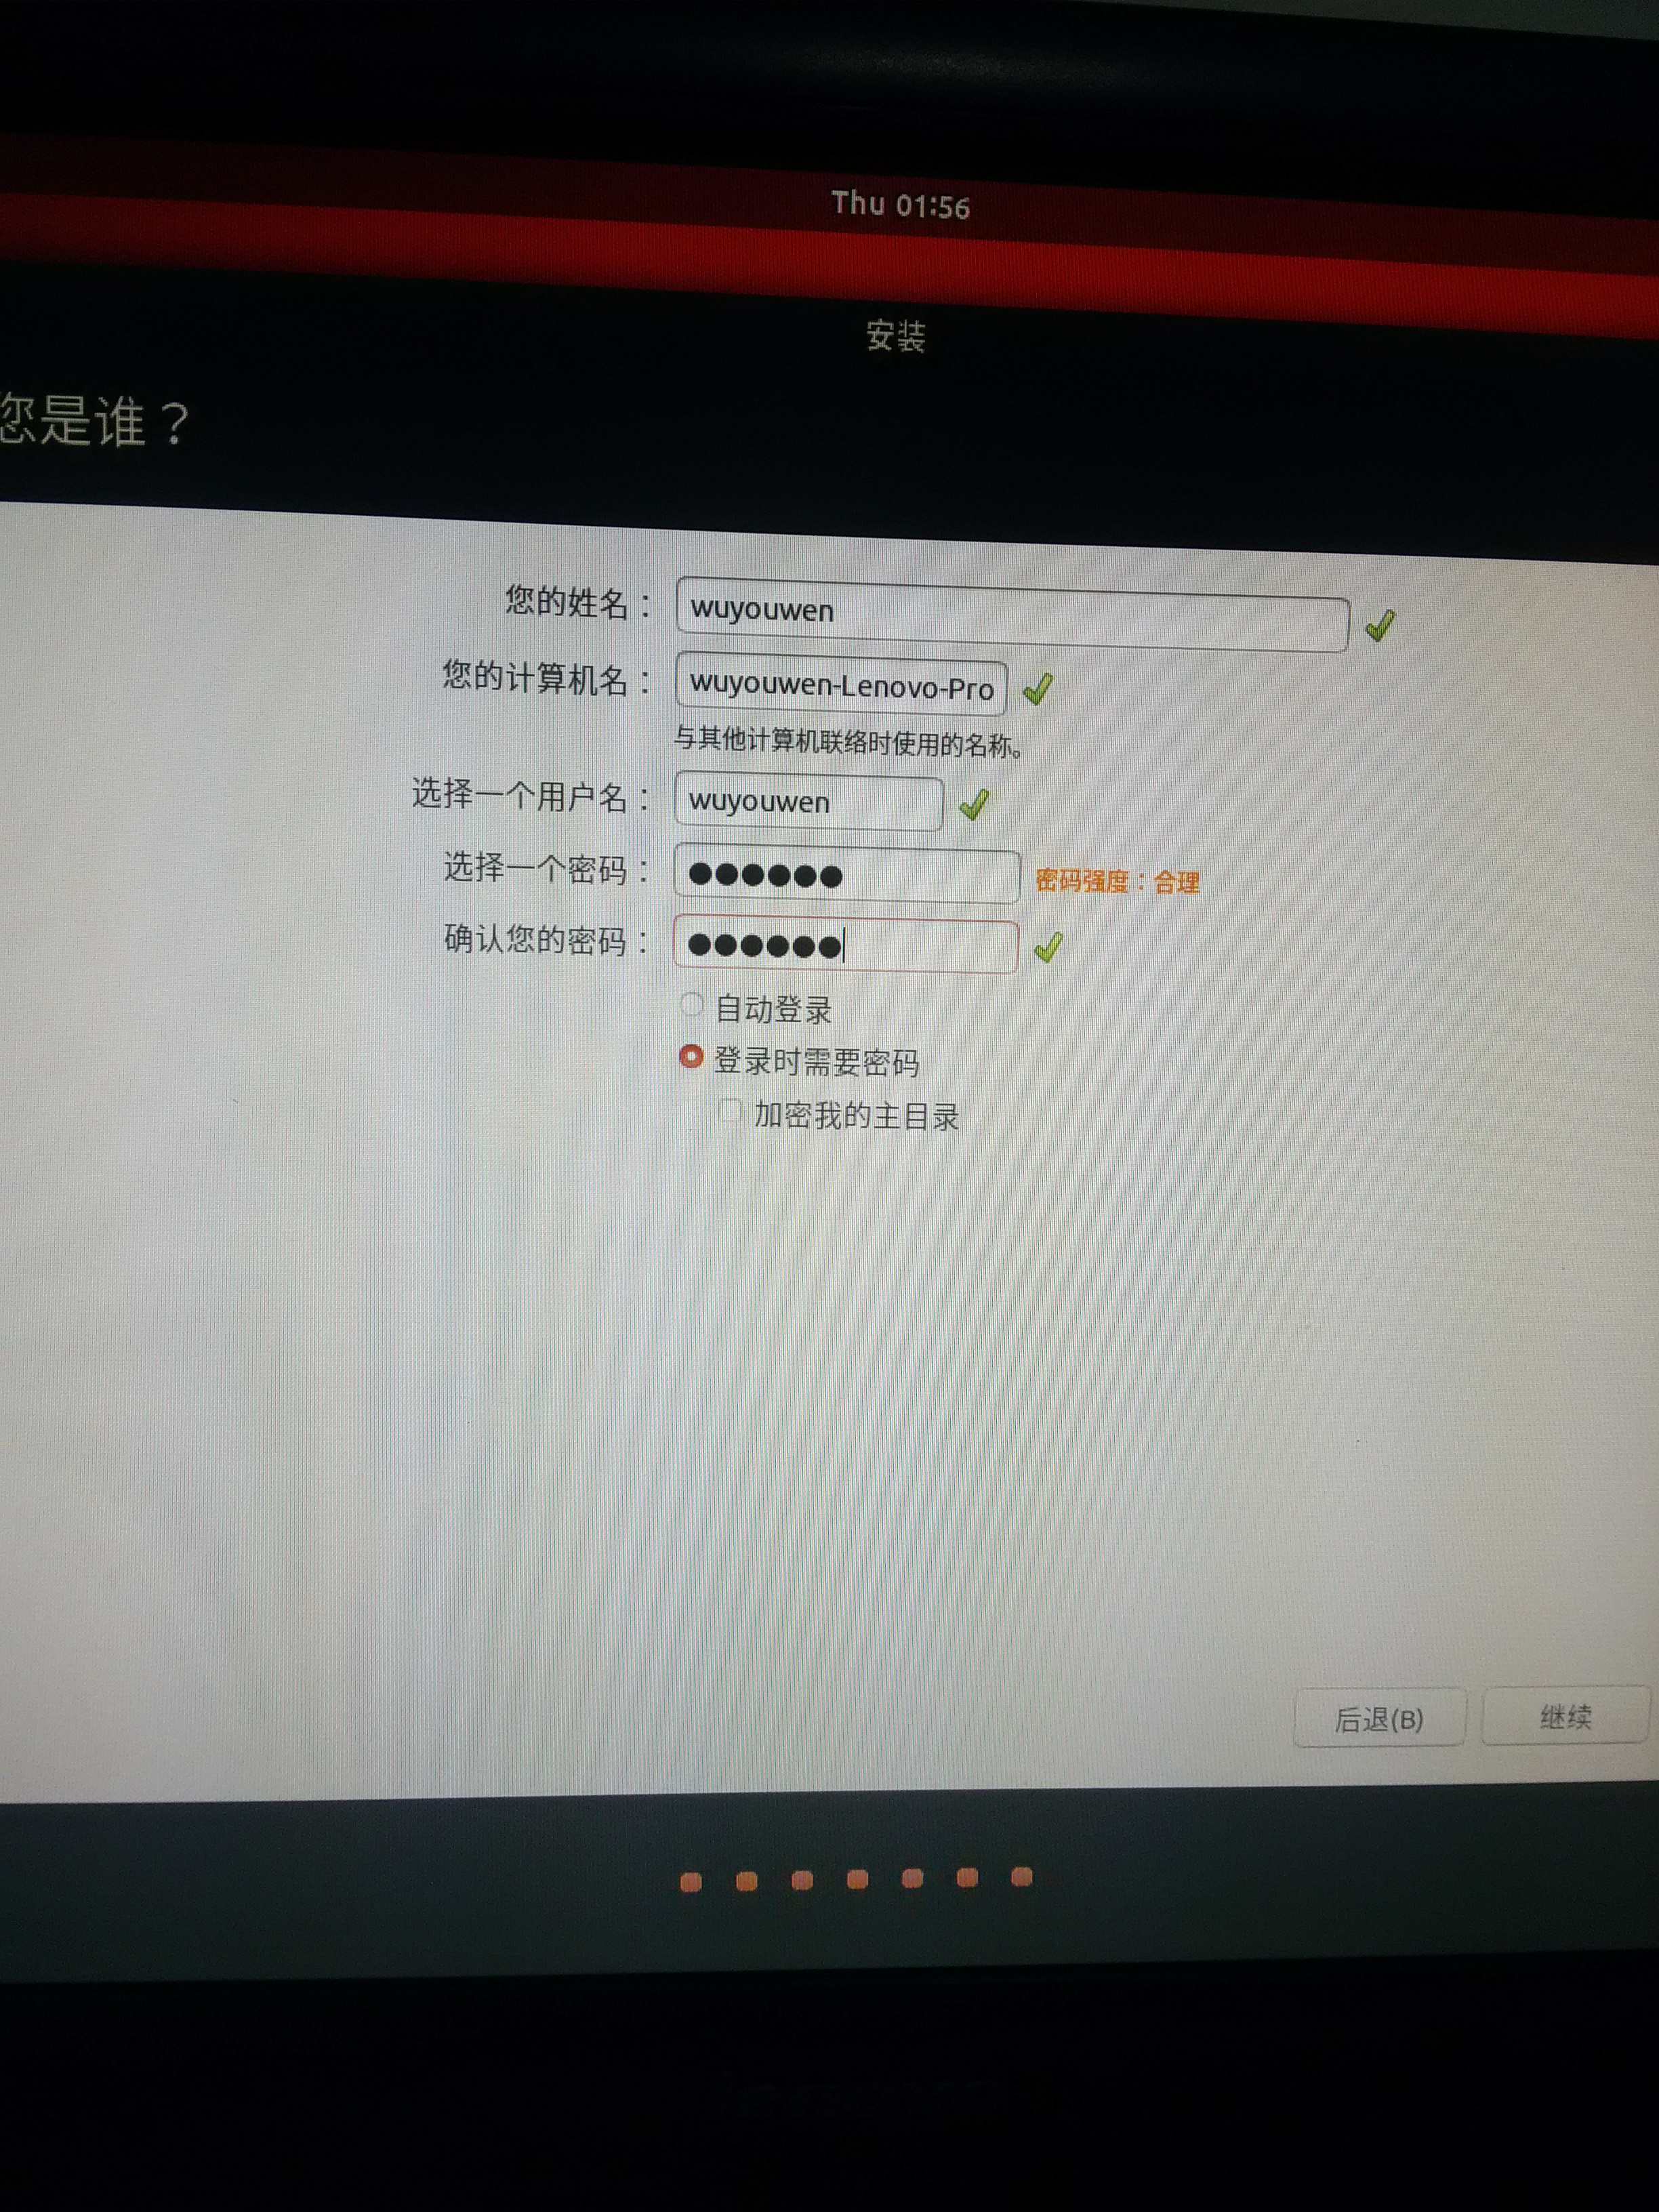 Thu 01:56
安装
您是谁？
您的姓名：
wuyouwen
您的计算机名：
wuyouwen-Lenovo-Pro
与其他计算机联络时使用的名称。
选择一个用户名：
wuyouwen
选择一个密码：
●●●●●●
密码强度：合理
确认您的密码：
●●●●●●
自动登录
登录时需要密码
加密我的主目录
后退(B)
继续